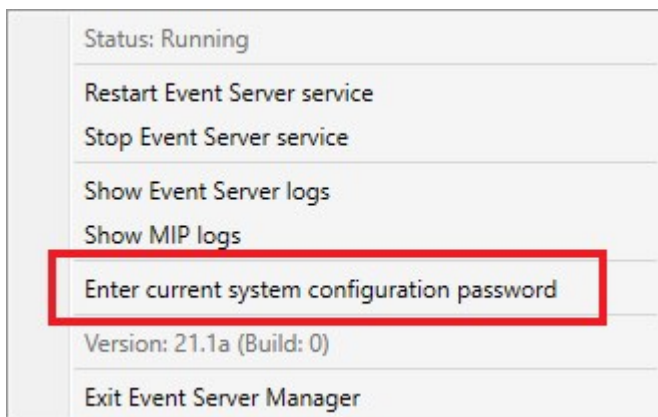 Status: Running
Restart Event Server service
Stop Event Server service
Show Event Server logs
Show MIP logs
Enter current system configuration password
Version: 21.1a (Build: 0)
Exit Event Server Manager